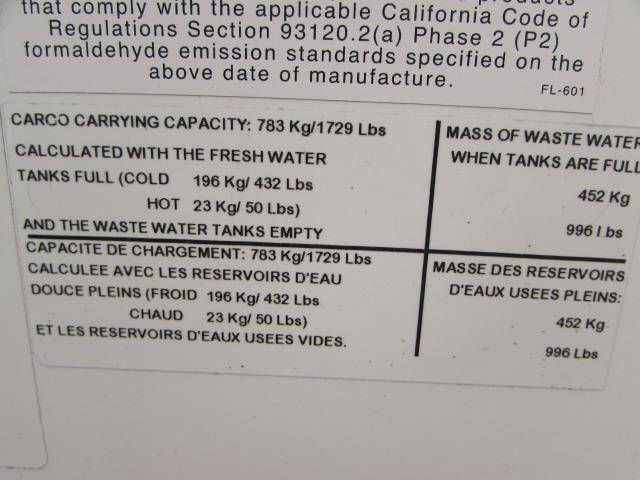 that comply with the applicable California Code of
Regulations Section 93120.2(a) Phase 2 (P2)
formaldehyde emission standards specified on the
above date of manufacture.
FL-601
CARCO CARRYING CAPACITY: 783 Kg/1729 Lbs
CALCULATED WITH THE FRESH WATER
TANKS FULL (COLD 196 Kg/ 432 Lbs
HOT 23 Kg/ 50 Lbs)
AND THE WASTE WATER TANKS EMPTY
MASS OF WASTE WATER
WHEN TANKS ARE FULL
452 Kg
996 l bs
CAPACITE DE CHARGEMENT: 783 Kg/1729 Lbs
CALCULEE AVEC LES RESERVOIRS D'EAU
DOUCE PLEINS (FROID 196 Kg/ 432 Lbs
CHAUD 23 Kg/ 50 Lbs)
ET LES RESERVOIRS D'EAUX USEES VIDES.
MASSE DES RESERVOIRS
D'EAUX USEES PLEINS:
452 Kg
996 Lbs